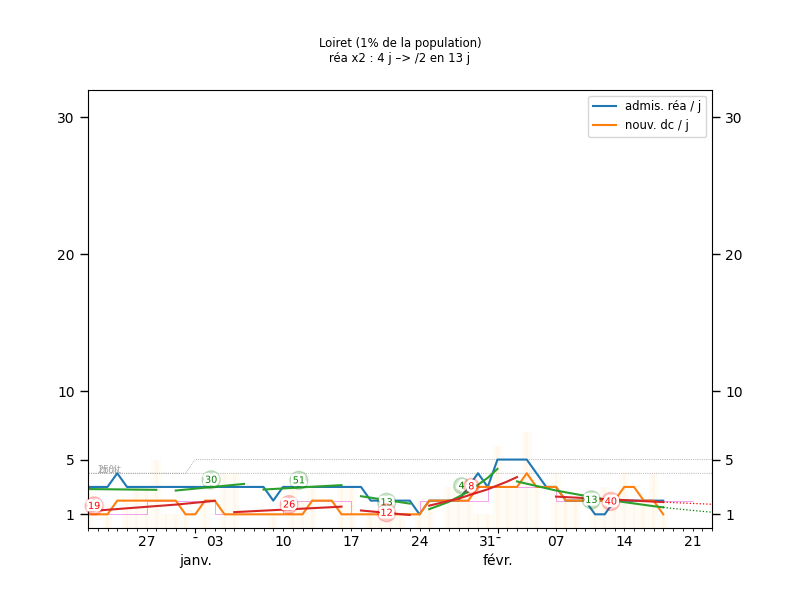 Loiret (1% de la population)
réa x2 : 4 j –> /2 en 13 j
admis. réa / j
nouv. dc / j
30 30
20 20
10 10
5 5
1 1
19 30 26 51 13 12 4 8 13 40
27 03 10 17 24 31 07 14 21
janv. févr.